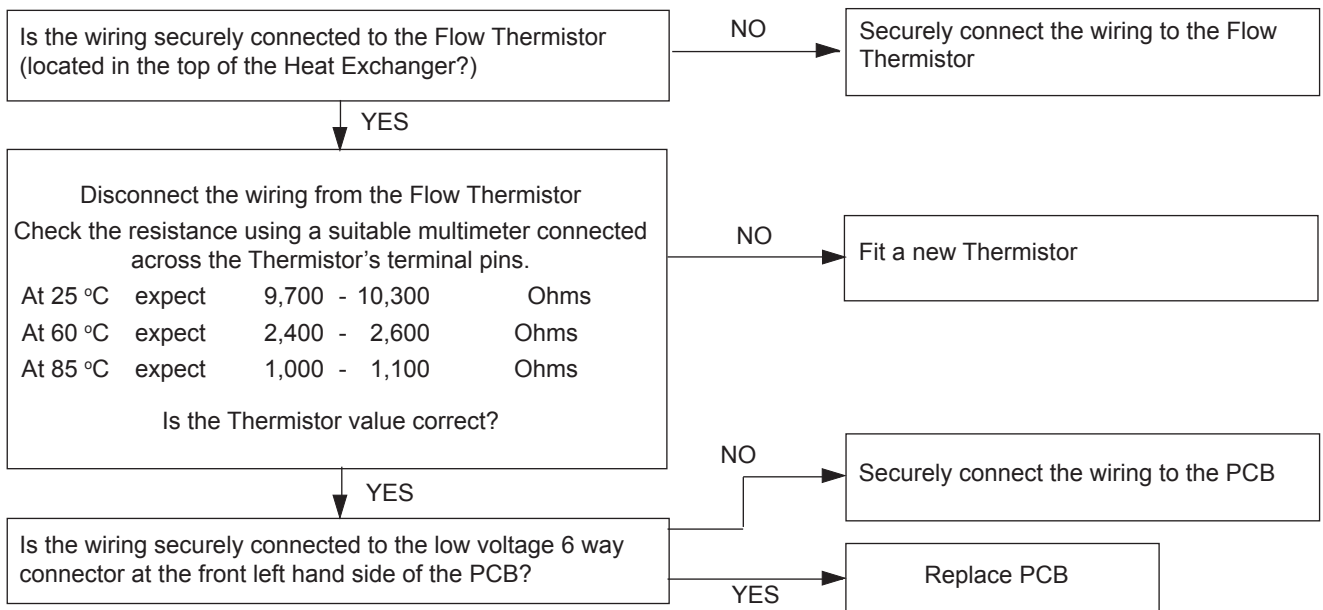 Is the wiring securely connected to the Flow Thermistor
(located in the top of the Heat Exchanger?)
NO
Securely connect the wiring to the Flow
Thermistor
YES
Disconnect the wiring from the Flow Thermistor
Check the resistance using a suitable multimeter connected
across the Thermistor's terminal pins.
At 25 °C expect 9,700 - 10,300 Ohms
At 60 °C expect 2,400 - 2,600 Ohms
At 85 °C expect 1,000 - 1,100 Ohms
Is the Thermistor value correct?
NO
Fit a new Thermistor
YES
Is the wiring securely connected to the low voltage 6 way
connector at the front left hand side of the PCB?
NO
Securely connect the wiring to the PCB
YES
Replace PCB